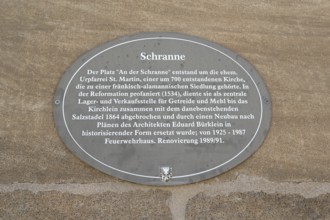 Schranne
Der Platz "An der Schranne" entstand um die ehem.
Urpfarrei St. Martin, einer um 700 entstandenen Kirche,
die zu einer fränkisch-alamannischen Siedlung gehörte. In
der Reformation profaniert (1534), diente sie als zentrale
Lager- und Verkaufsstelle für Getreide und Mehl bis das
Kirchlein zusammen mit dem danebenstehenden
Salzstadel 1864 abgebrochen und durch einen Neubau nach
Plänen des Architekten Eduard Bürklein in
historisierender Form ersetzt wurde; von 1925 - 1987
Feuerwehrhaus. Renovierung 1989/91.